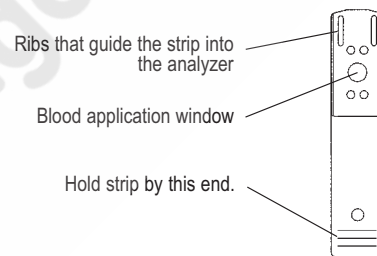 Ribs that guide the strip into
the analyzer
Blood application window
Hold strip by this end.